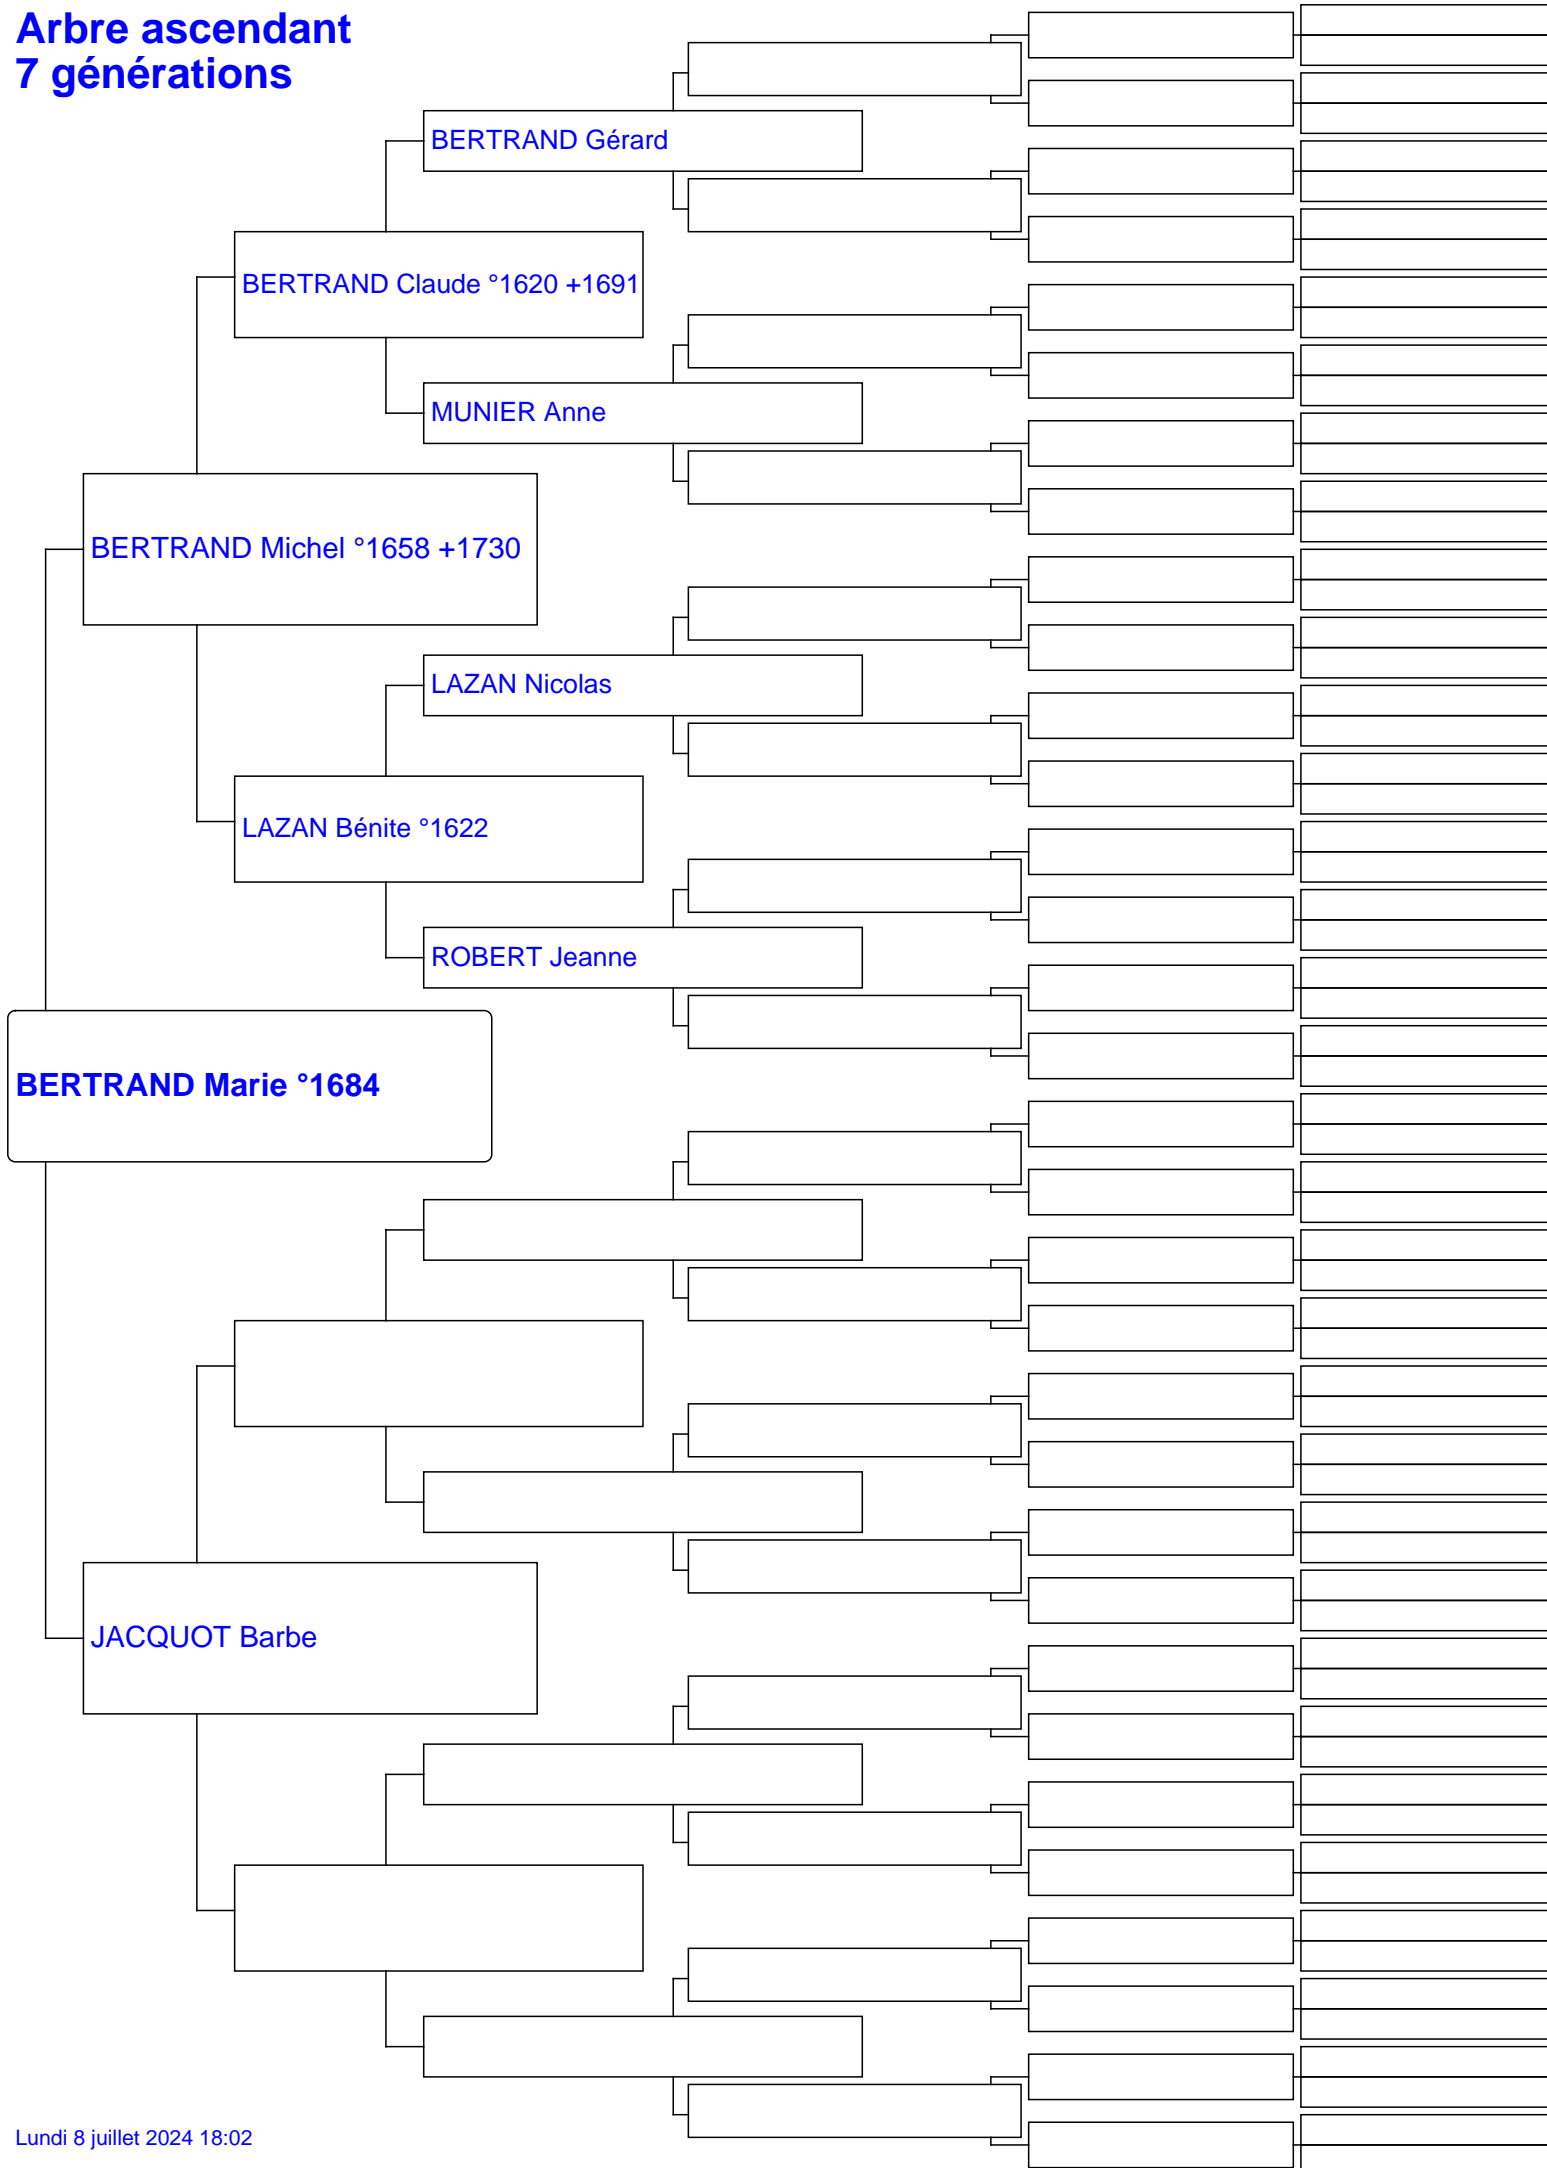 Arbre ascendant
7 générations
BERTRAND Gérard
BERTRAND Claude °1620 +1691
MUNIER Anne
BERTRAND Michel °1658 +1730
LAZAN Nicolas
LAZAN Bénite °1622
ROBERT Jeanne
BERTRAND Marie °1684
JACQUOT Barbe
Lundi 8 juillet 2024 18:02